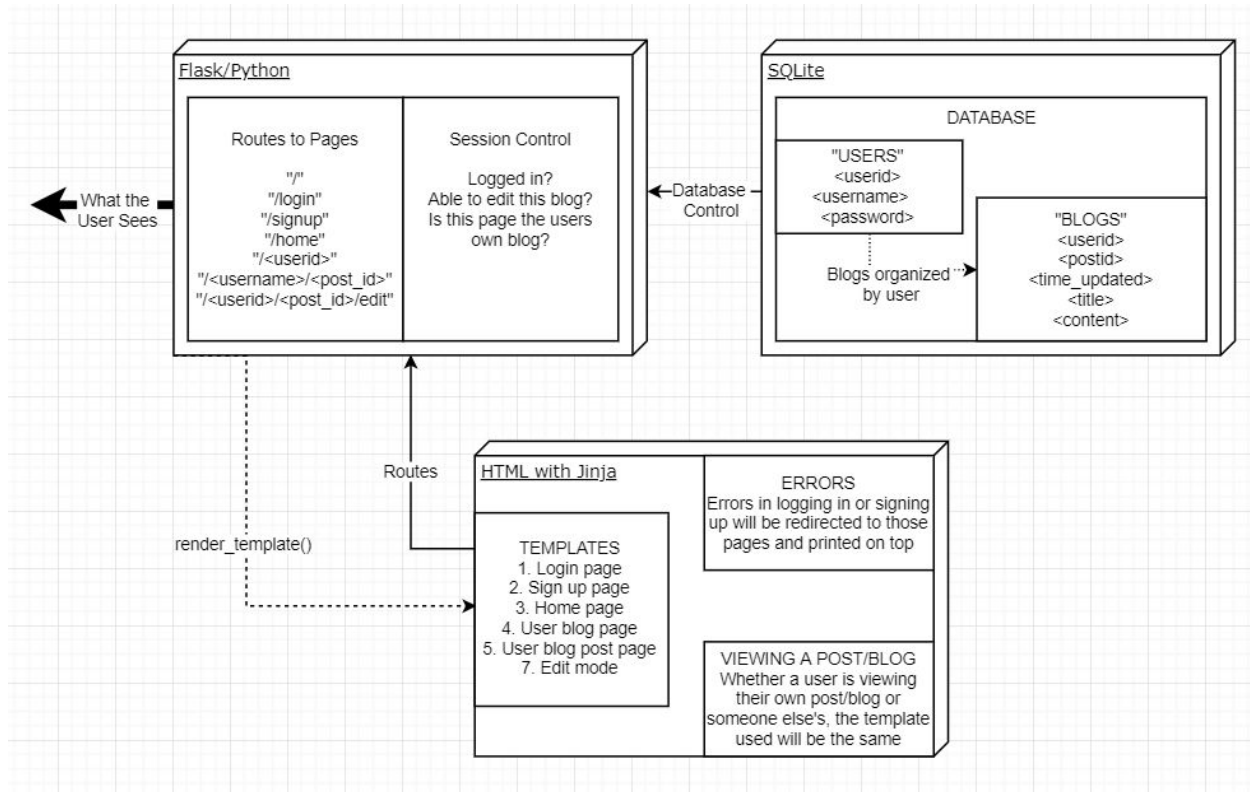 Flask/Python
Routes to Pages
"/"
"/login"
"/signup"
"/home"
"/<userid>"
"/<username>/<post_id>"
"/<userid>/<post_id>/edit"
Session Control
Logged in?
Able to edit this blog?
Is this page the users
own blog?
What the
User Sees
Database
Control
SQLite
DATABASE
"USERS"
<userid>
<username>
<password>
Blogs organized
by user
"BLOGS"
<userid>
<postid>
<time_updated>
<title>
<content>
Routes
render_template()
HTML with Jinja
TEMPLATES
1. Login page
2. Sign up page
3. Home page
4. User blog page
5. User blog post page
7. Edit mode
ERRORS
Errors in logging in or signing
up will be redirected to those
pages and printed on top
VIEWING A POST/BLOG
Whether a user is viewing
their own post/blog or
someone else's, the template
used will be the same